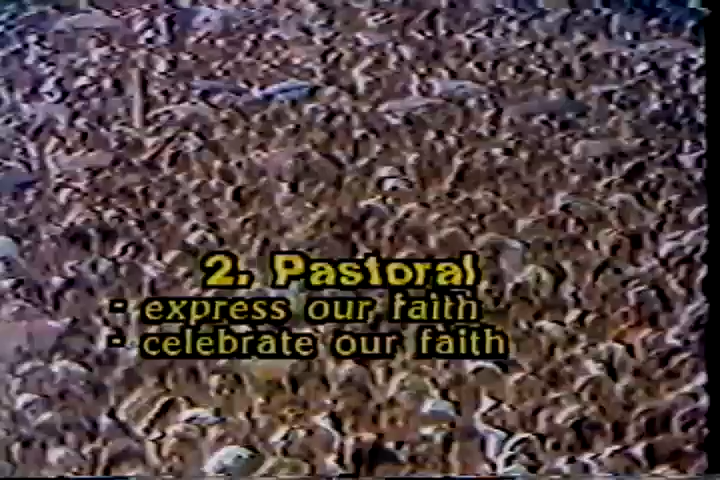 2. Pastoral
- express our faith
- celebrate our faith